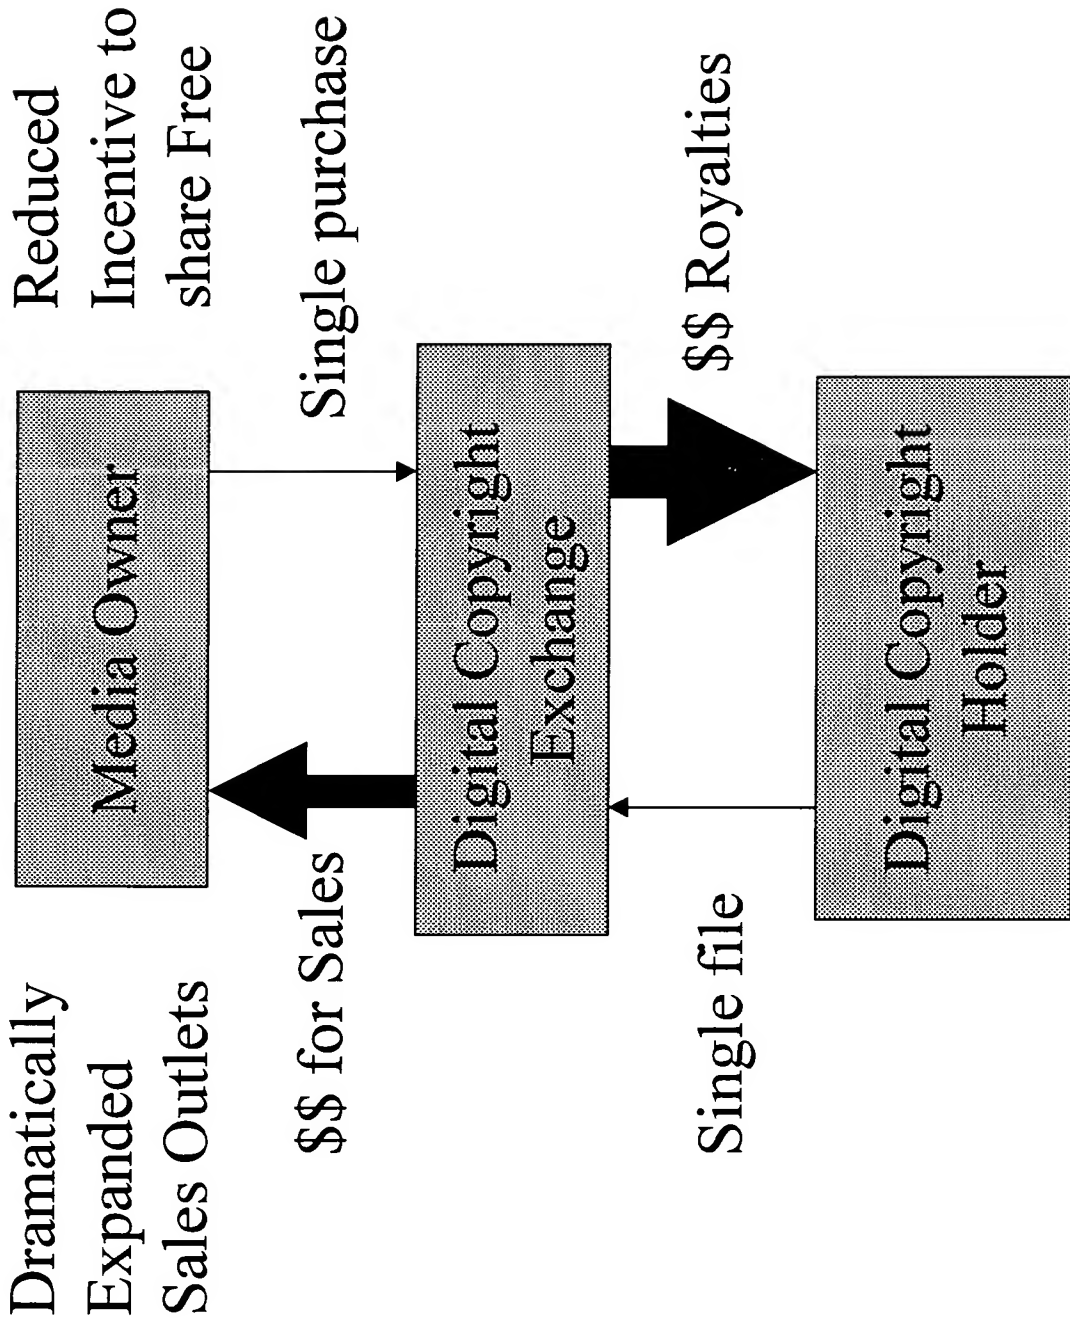 Dramatically
Expanded
Sales Outlets
Media Owner
Reduced
Incentive to
share Free
$$ for Sales
Single purchase
Digital Copyright
Exchange
Single file
$$ Royalties
Digital Copyright
Holder